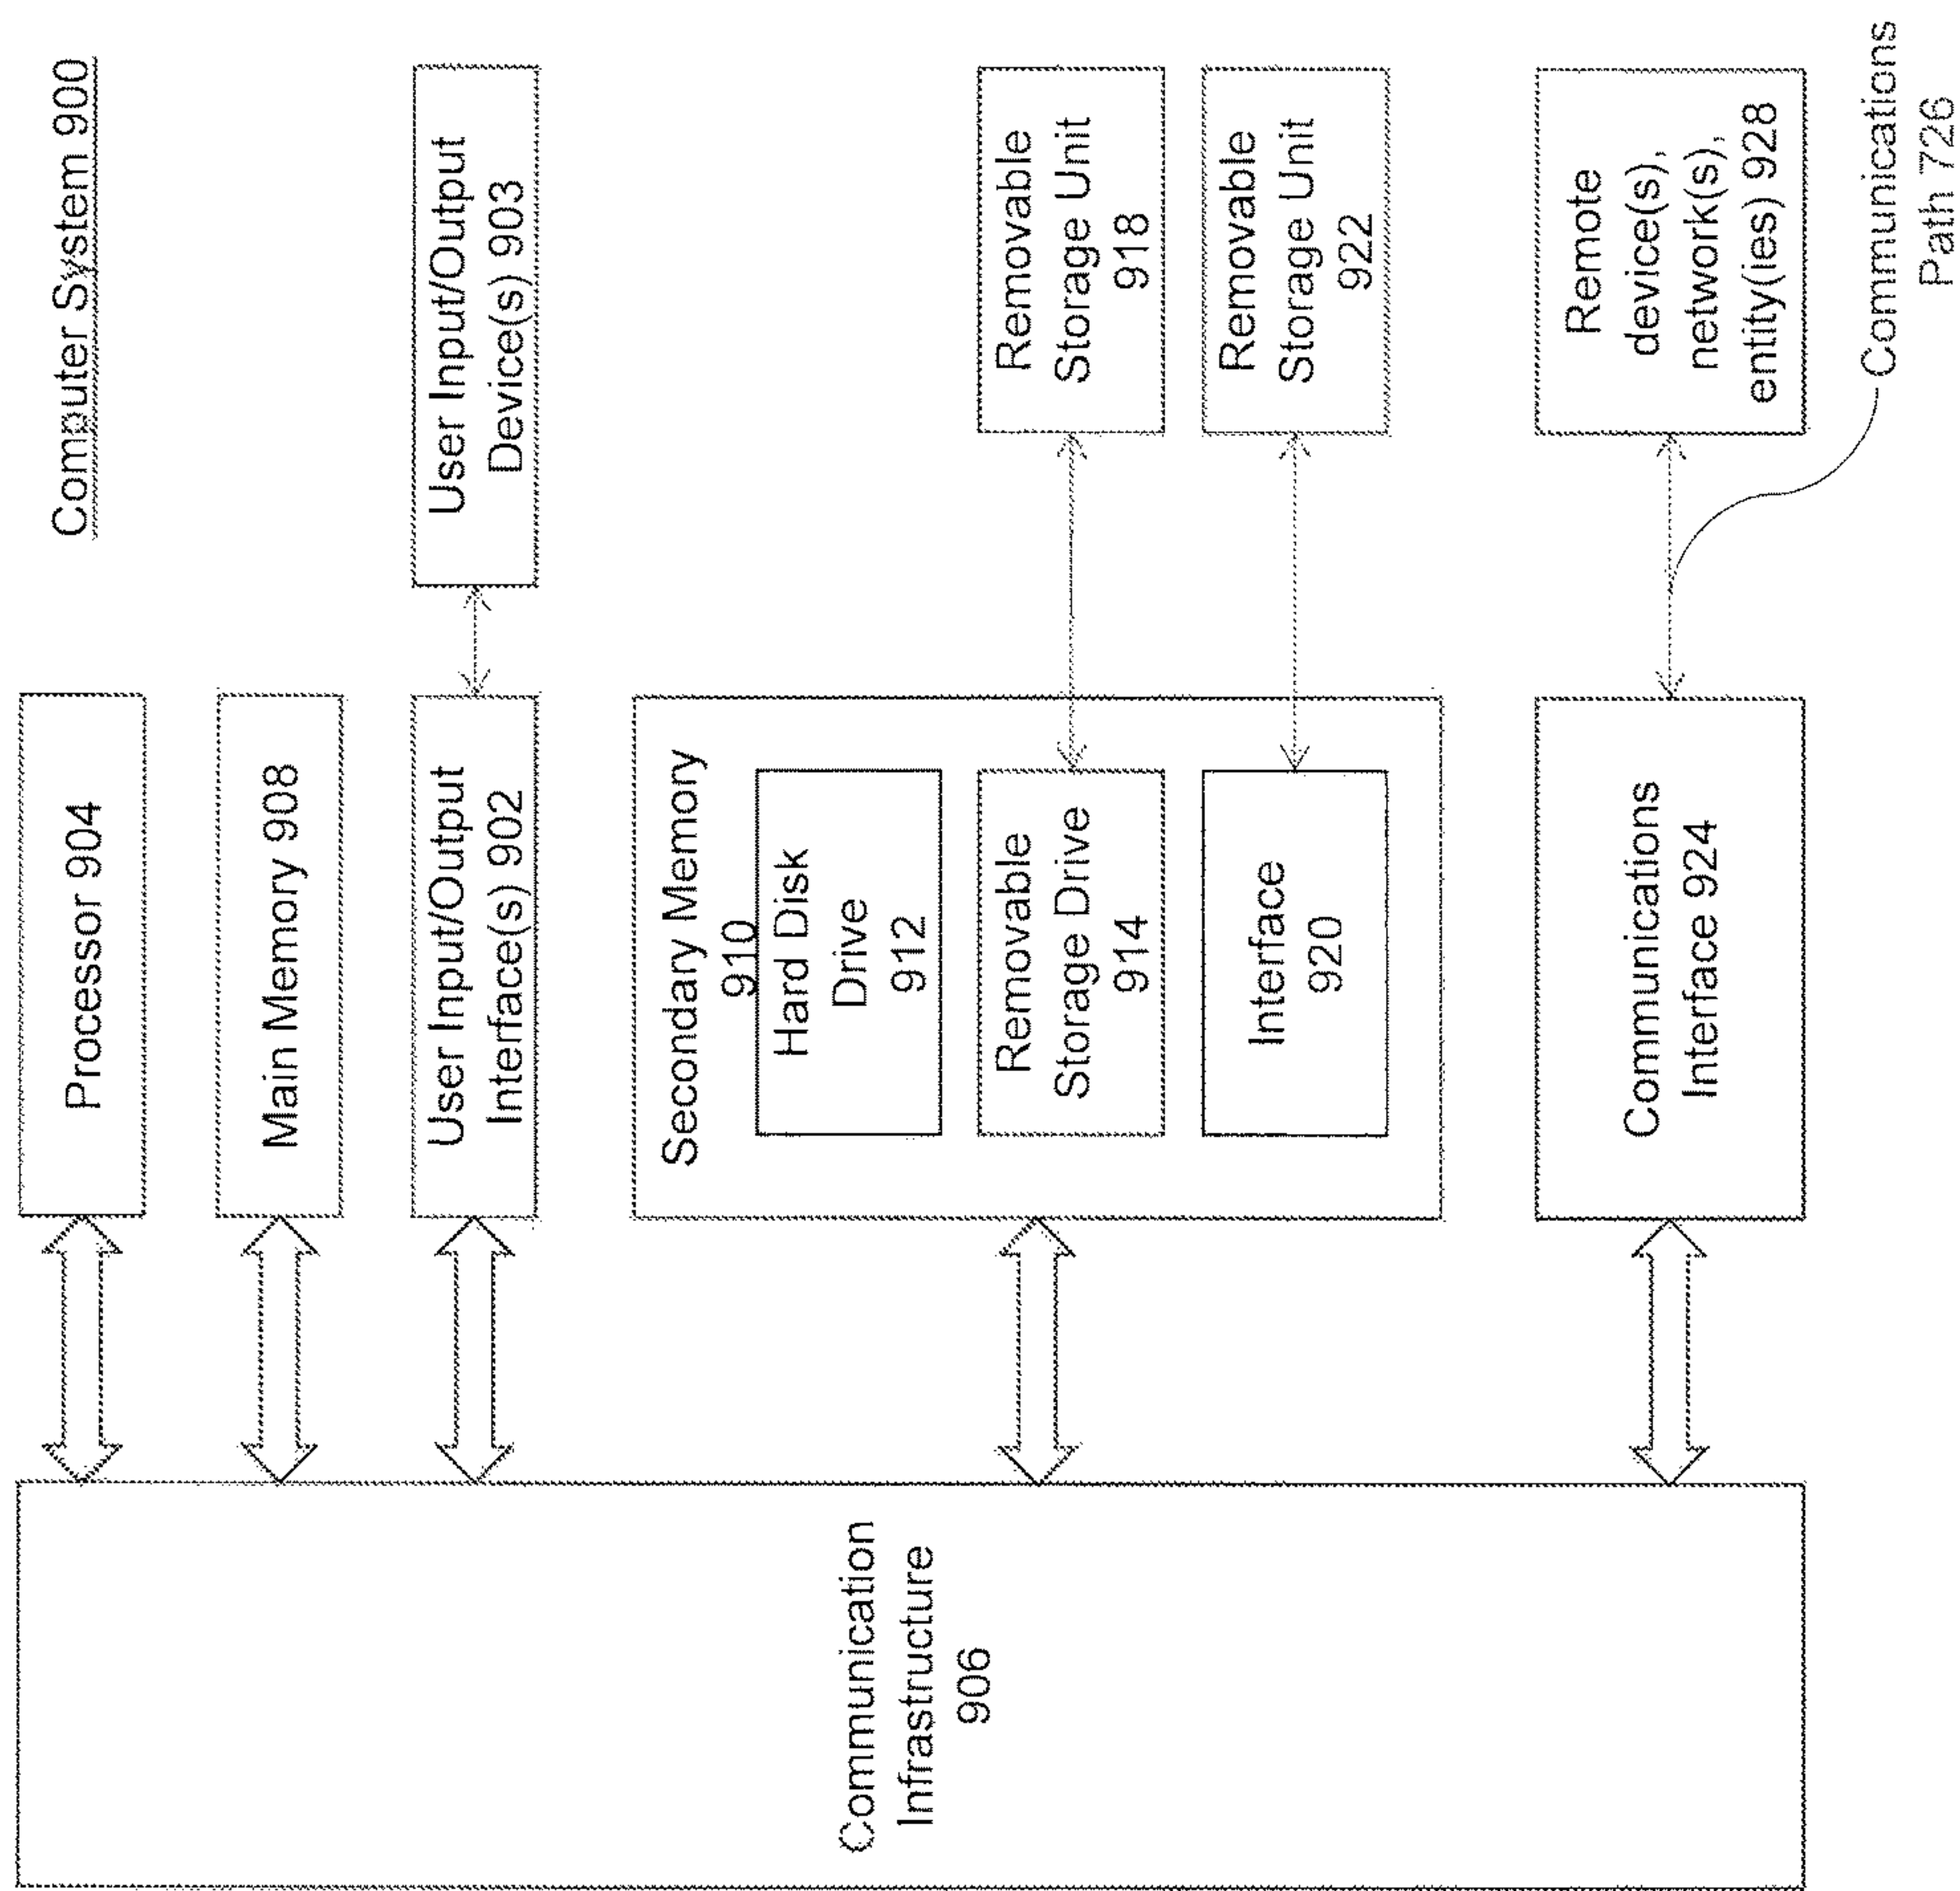 Computer System 900
Processor 904
Main Memory 908
User Input/Output
Interface(s) 902
User Input/Output
Device(s) 903
Secondary Memory
910
Hard Disk
Drive
912
Removable
Storage Drive
914
Removable
Storage Unit
918
Interface
920
Removable
Storage Unit
922
Communications
Interface 924
Remote
device(s),
network(s),
entity(ies) 928
Communications
Path 726
Communication
Infrastructure
906